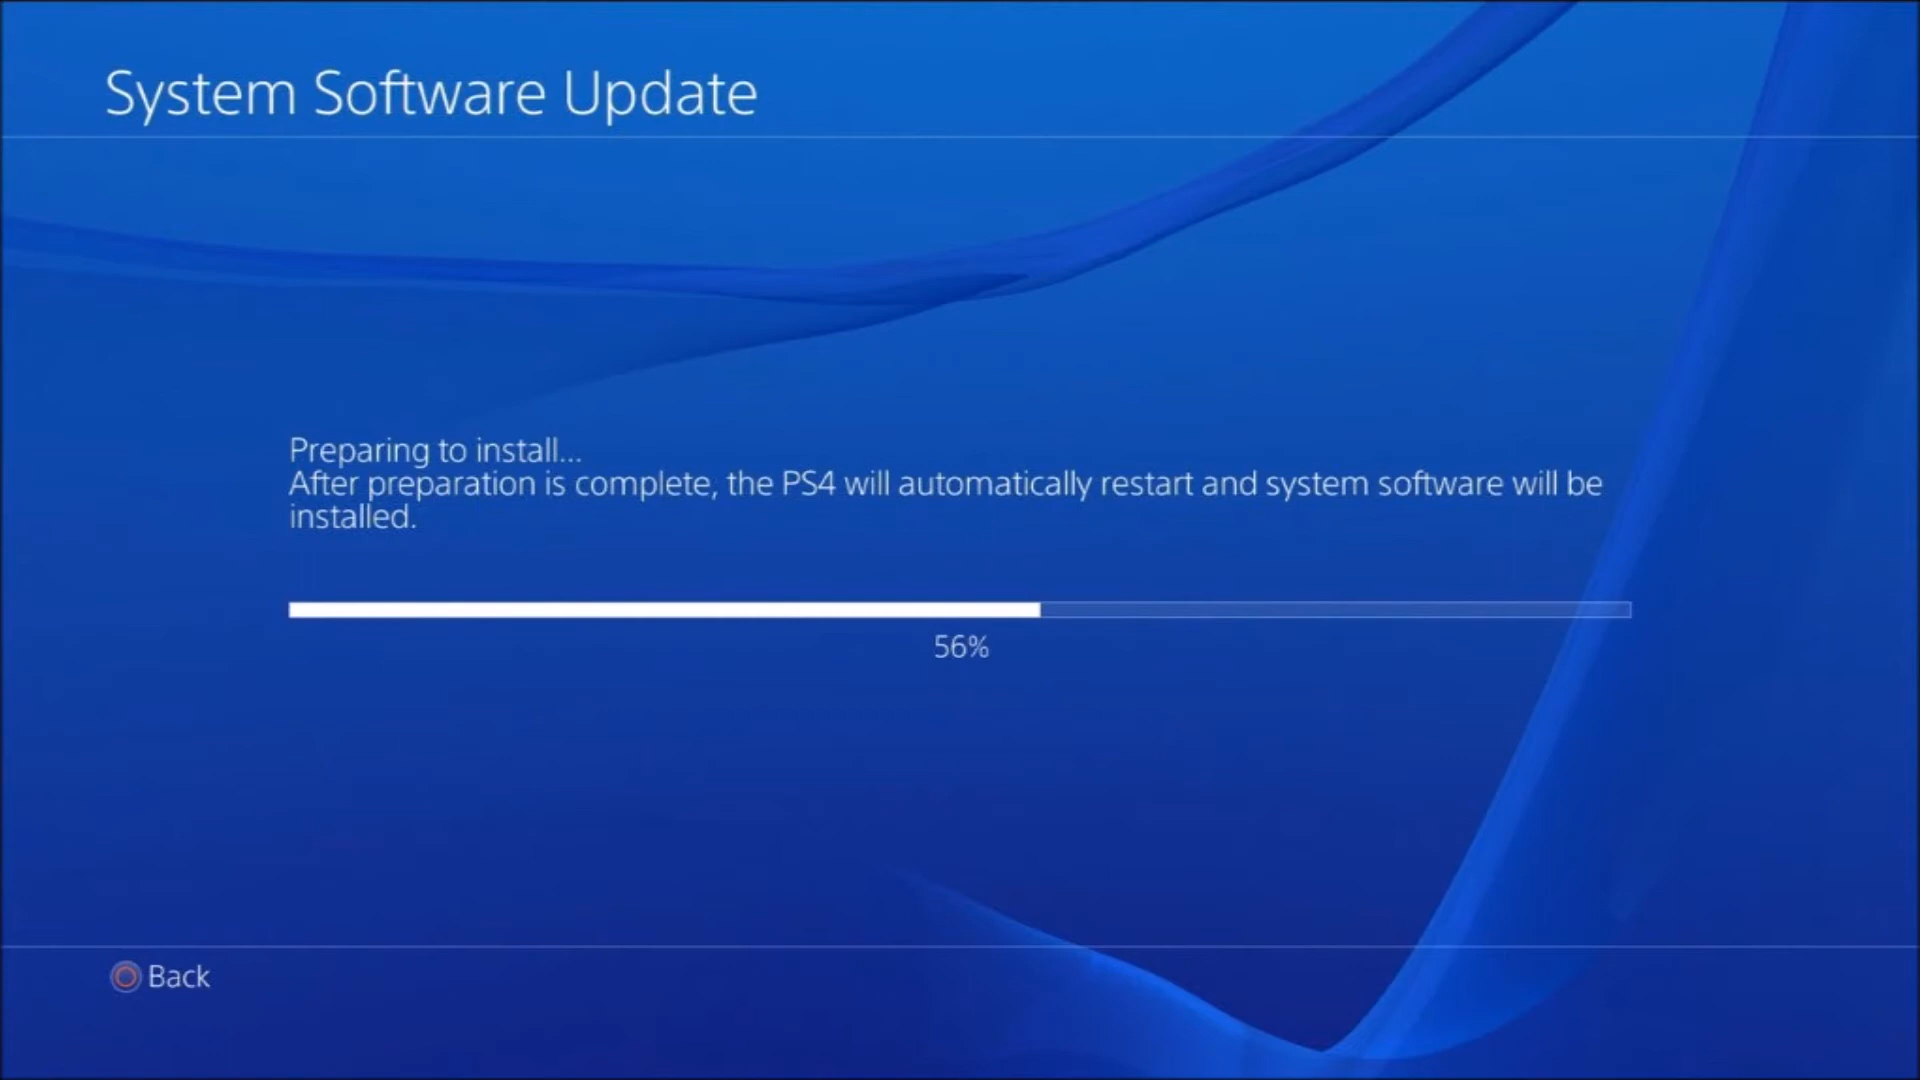 System Software Update
Preparing to install...
After preparation is complete, the PS4 will automatically restart and system software will be
installed.
56%
Back